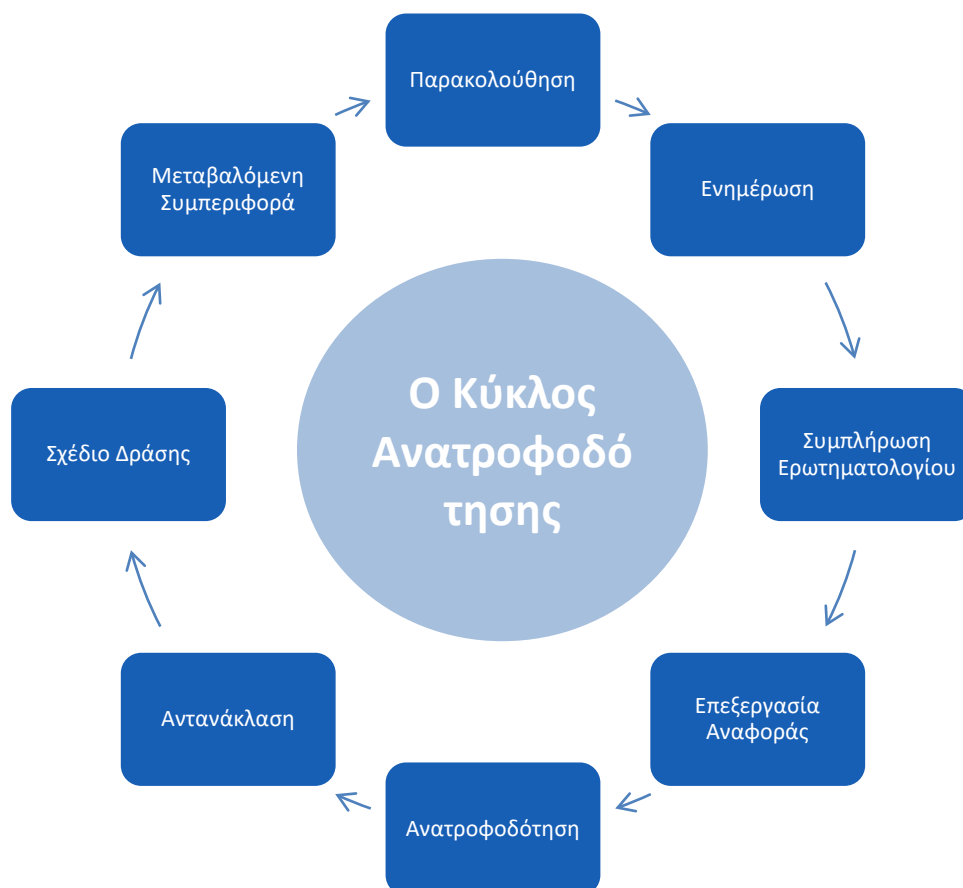 Παρακολούθηση
Ενημέρωση
Συμπλήρωση
Ερωτηματολογίου
Επεξεργασία
Αναφοράς
Ανατροφοδότηση
Αντανάκλαση
Σχέδιο Δράσης
Μεταβαλόμενη
Συμπεριφορά
Ο Κύκλος
Ανατροφοδό
τησης